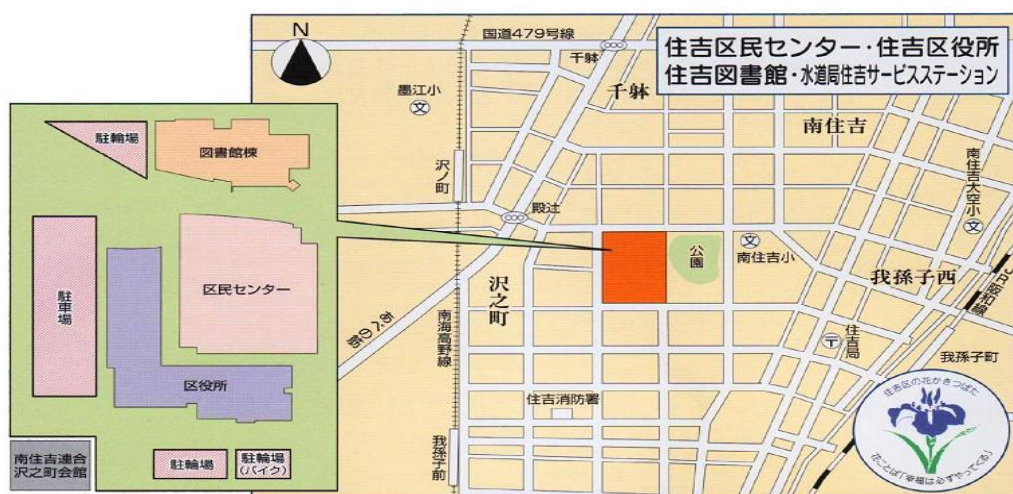 住吉区民センター・住吉区役所
住吉図書館・水道局住吉サービスステーション
N
国道479号線
千躰
千躰
墨江小
文
南住吉
沢ノ町
殿辻
南住吉大空小
文
公園
文
南住吉小
我孫子西
JR阪和線
沢之町
南海高野線
あべの筋
住吉局
〒
我孫子町
住吉消防署
我孫子前
駐輪場
図書館棟
区民センター
駐車場
区役所
駐輪場
駐輪場
(バイク)
南住吉連合
沢之町会館
住吉区の花かきつばた
花ことば「幸福は必ずやってくる」